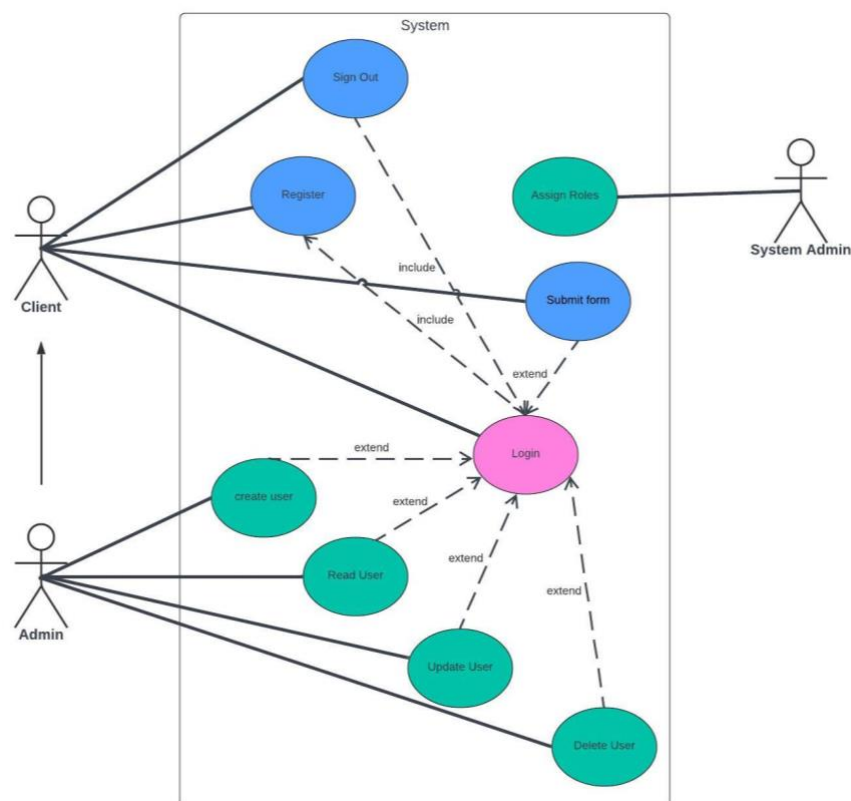 System
Sign Out
Register
Assign Roles
System Admin
include
Client
Submit form
include
extend
Login
extend
create user
extend
extend
Read User
extend
Admin
Update User
Delete User